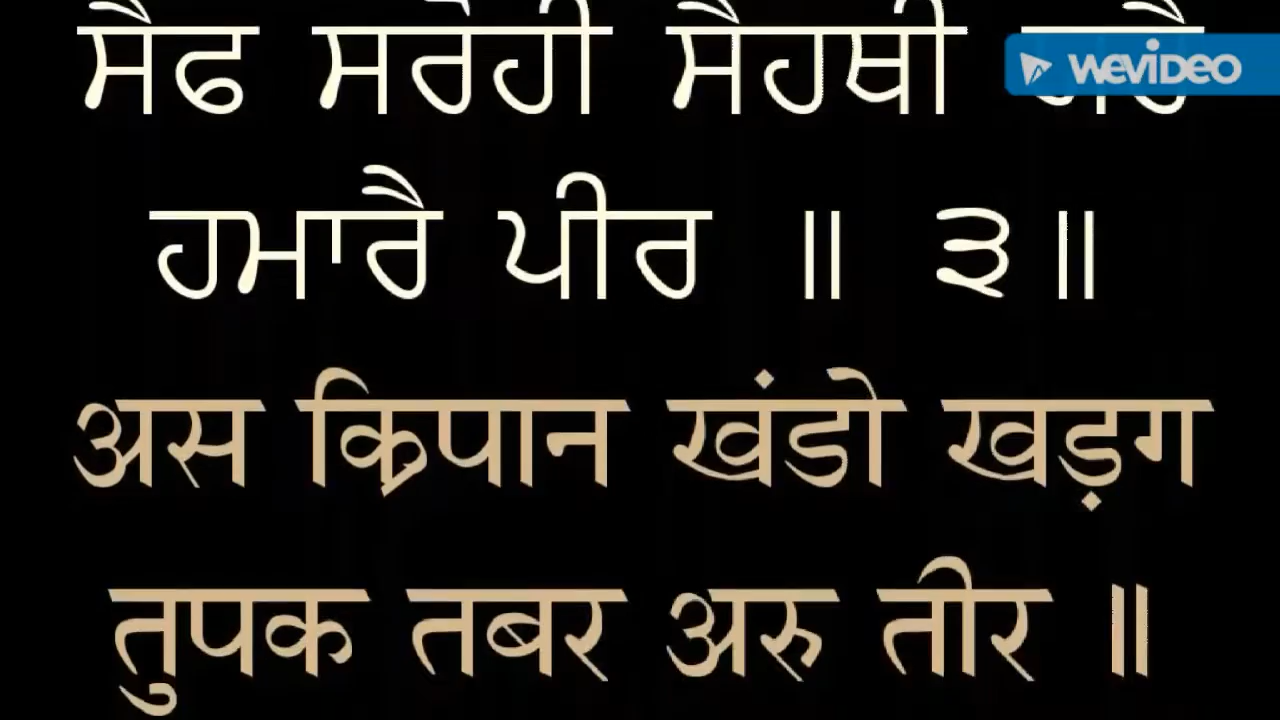 ਸੈਫ ਸਰੋਹੀ ਸੈਹਥੀ
WEVIDEO
ਹਮਾਰੈ ਪੀਰ ॥ ੩ ॥
अस क्रिपान खंडो खड़ग
तुपक तबर अरु तीर ॥